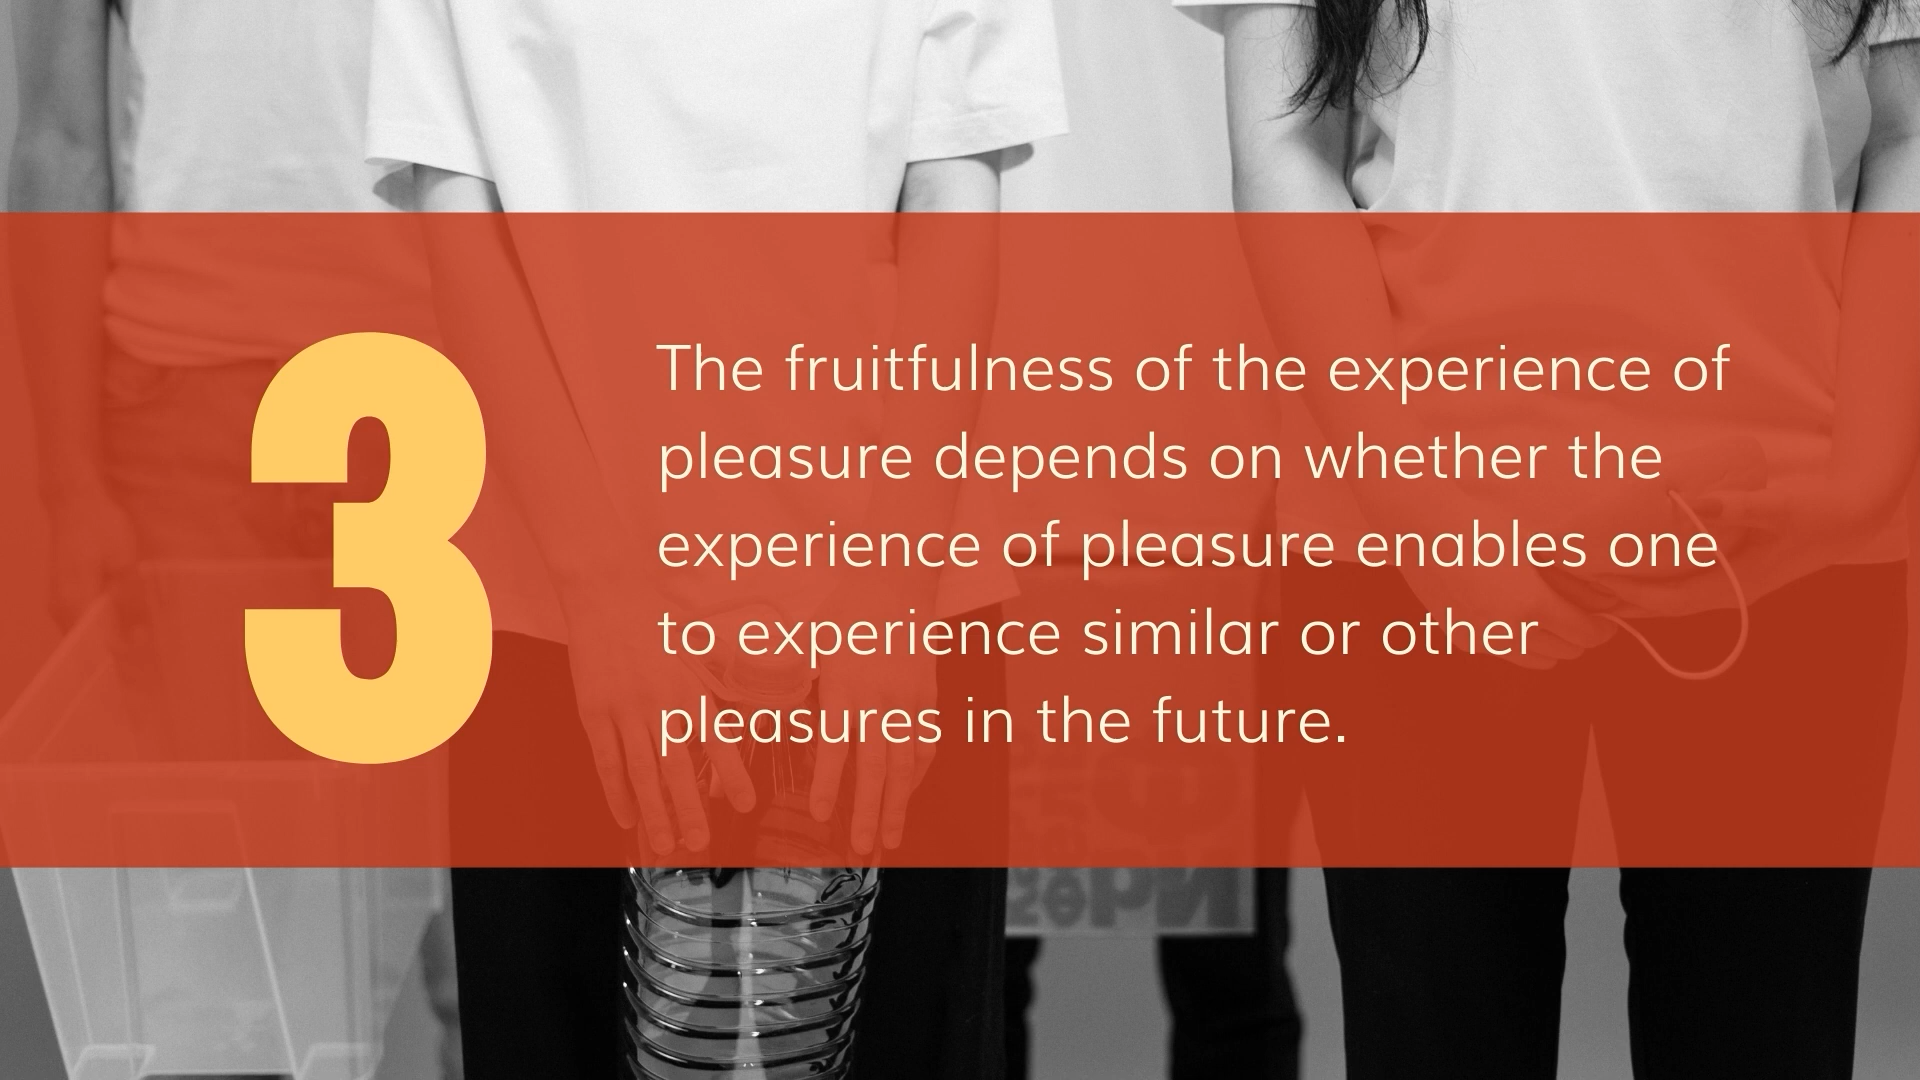 3
The fruitfulness of the experience of
pleasure depends on whether the
experience of pleasure enables one
to experience similar or other
pleasures in the future.